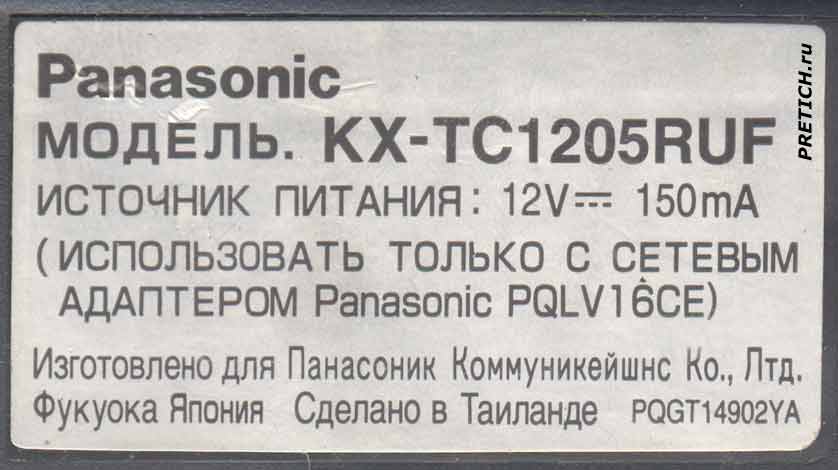 Panasonic
МОДЕЛЬ. KX-TC1205RUF
ИСТОЧНИК ПИТАНИЯ: 12V⎓ 150mA
(ИСПОЛЬЗОВАТЬ ТОЛЬКО С СЕТЕВЫМ
АДАПТЕРОМ Panasonic PQLV16CE)
Изготовлено для Панасоник Коммуникейшнс Ко., Лтд.
Фукуока Япония Сделано в Таиланде PQGT14902YA
PRETICH.ru